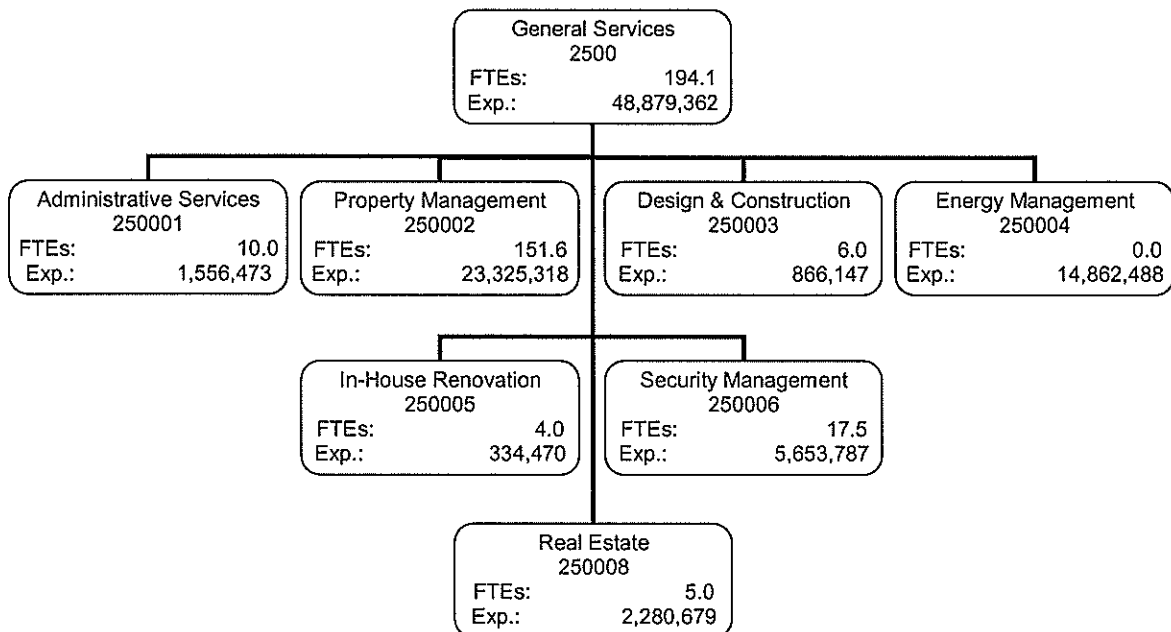 General Services
2500
FTEs: 194.1
Exp.: 48,879,362
Administrative Services
250001
FTEs: 10.0
Exp.: 1,556,473
Property Management
250002
FTEs: 151.6
Exp.: 23,325,318
Design & Construction
250003
FTEs: 6.0
Exp.: 866,147
Energy Management
250004
FTEs: 0.0
Exp.: 14,862,488
In-House Renovation
250005
FTEs: 4.0
Exp.: 334,470
Security Management
250006
FTEs: 17.5
Exp.: 5,653,787
Real Estate
250008
FTEs: 5.0
Exp.: 2,280,679